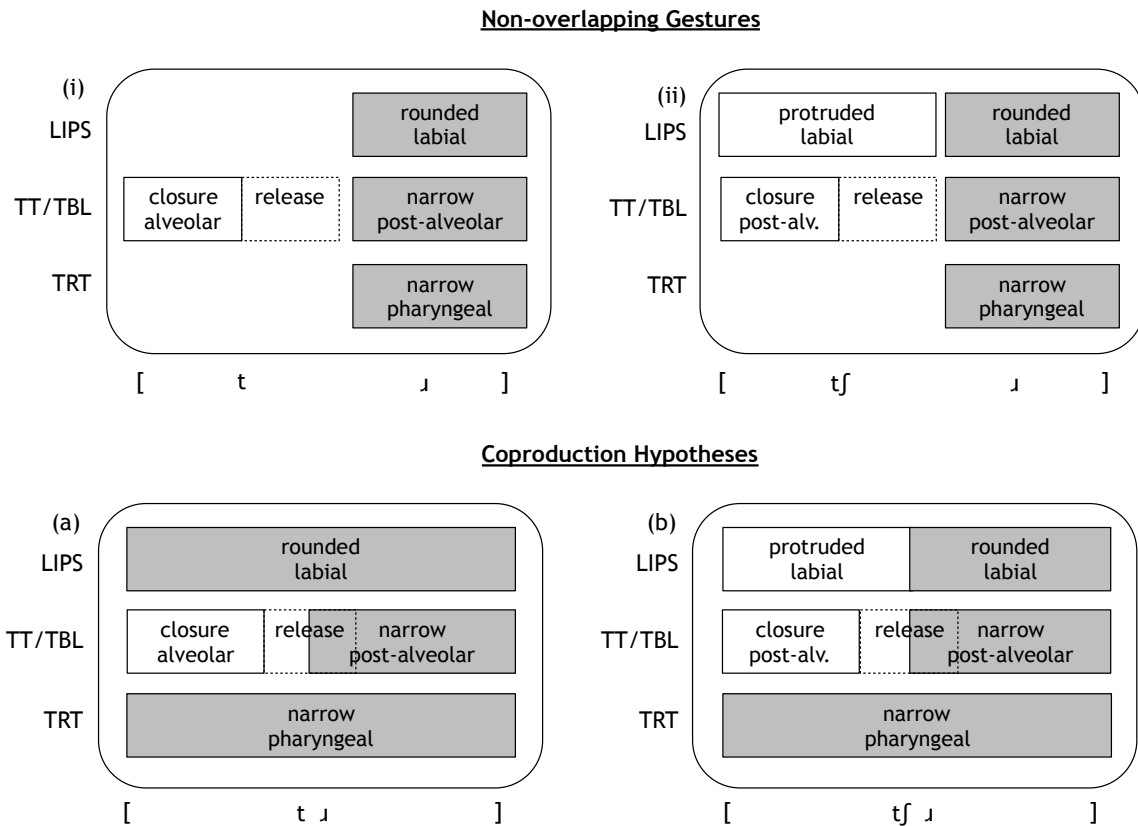 Non-overlapping Gestures
(i)
LIPS
rounded
labial
TT/TBL
closure
alveolar
release
narrow
post-alveolar
TRT
narrow
pharyngeal
[ t ɹ ]
(ii)
LIPS
protruded
labial
rounded
labial
TT/TBL
closure
post-alv.
release
narrow
post-alveolar
TRT
narrow
pharyngeal
[ tʃ ɹ ]
Coproduction Hypotheses
(a)
LIPS
rounded
labial
TT/TBL
closure
alveolar
release
narrow
post-alveolar
TRT
narrow
pharyngeal
[ t ɹ ]
(b)
LIPS
protruded
labial
rounded
labial
TT/TBL
closure
post-alv.
release
narrow
post-alveolar
TRT
narrow
pharyngeal
[ tʃ ɹ ]